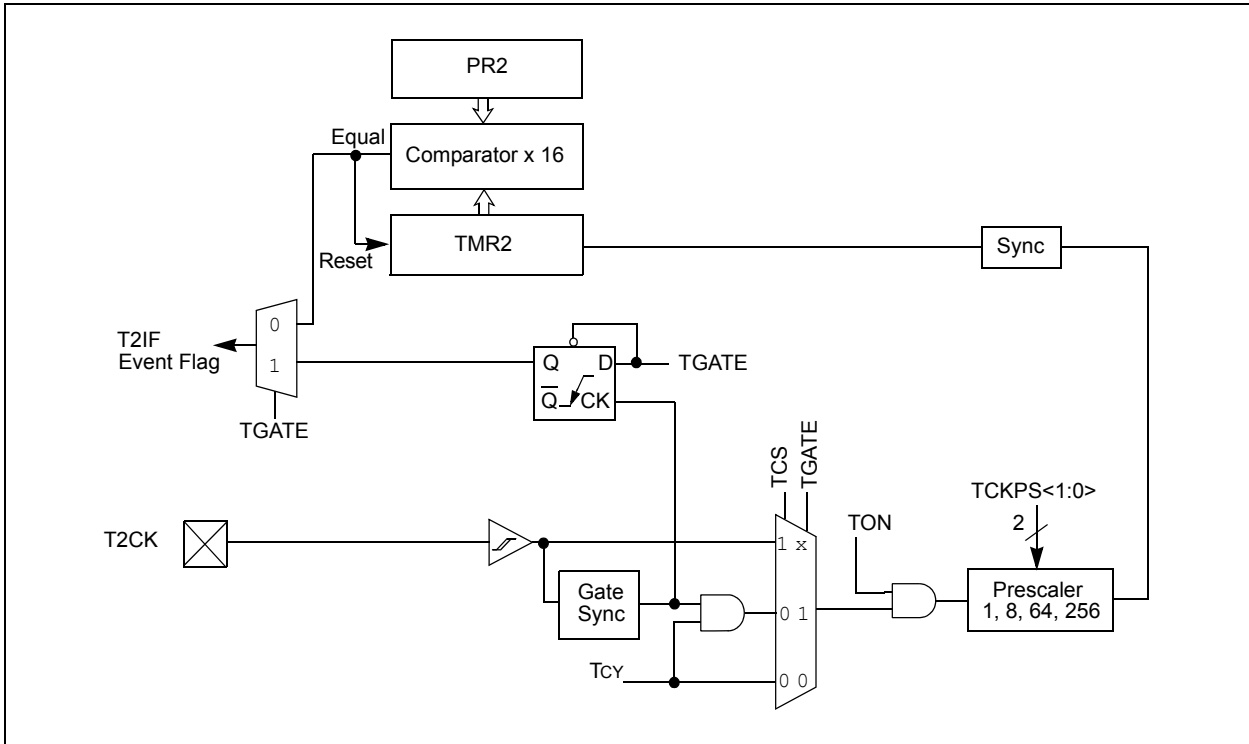 PR2
Equal
Comparator x 16
TMR2
Reset
Sync
0
T2IF
Event Flag
1
TGATE
Q
D
TGATE
Q
CK
TCS
TGATE
TCKPS<1:0>
2
TON
T2CK
1 x
Prescaler
1, 8, 64, 256
Gate
Sync
0 1
TCY
0 0